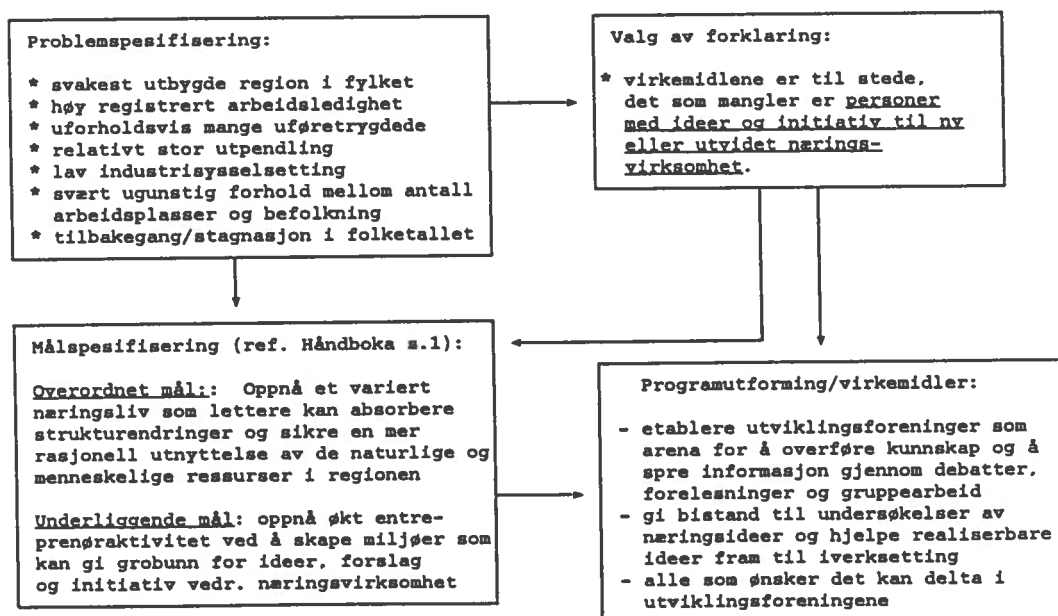 Problemspesifisering:
* svakest utbygde region i fylket
* høy registrert arbeidsledighet
* uforholdsvis mange uføretrygdede
* relativt stor utpendling
* lav industrisysselsetting
* svært ugunstig forhold mellom antall
arbeidsplasser og befolkning
* tilbakegang/stagnasjon i folketallet
Valg av forklaring:
* virkemidlene er til stede,
det som mangler er personer
med ideer og initiativ til ny
eller utvidet nærings-
virksomhet.
Målspesifisering (ref. Håndboka s.1):
Overordnet mål:: Oppnå et variert
næringsliv som lettere kan absorbere
strukturendringer og sikre en mer
rasjonell utnyttelse av de naturlige og
menneskelige ressurser i regionen
Underliggende mål: oppnå økt entre-
prenøraktivitet ved å skape miljøer som
kan gi grobunn for ideer, forslag
og initiativ vedr. næringsvirksomhet
Programutforming/virkemidler:
- etablere utviklingsforeninger som
arena for å overføre kunnskap og å
spre informasjon gjennom debatter,
forelesninger og gruppearbeid
- gi bistand til undersøkelser av
næringsideer og hjelpe realiserbare
ideer fram til iverksetting
- alle som ønsker det kan delta i
utviklingsforeningene